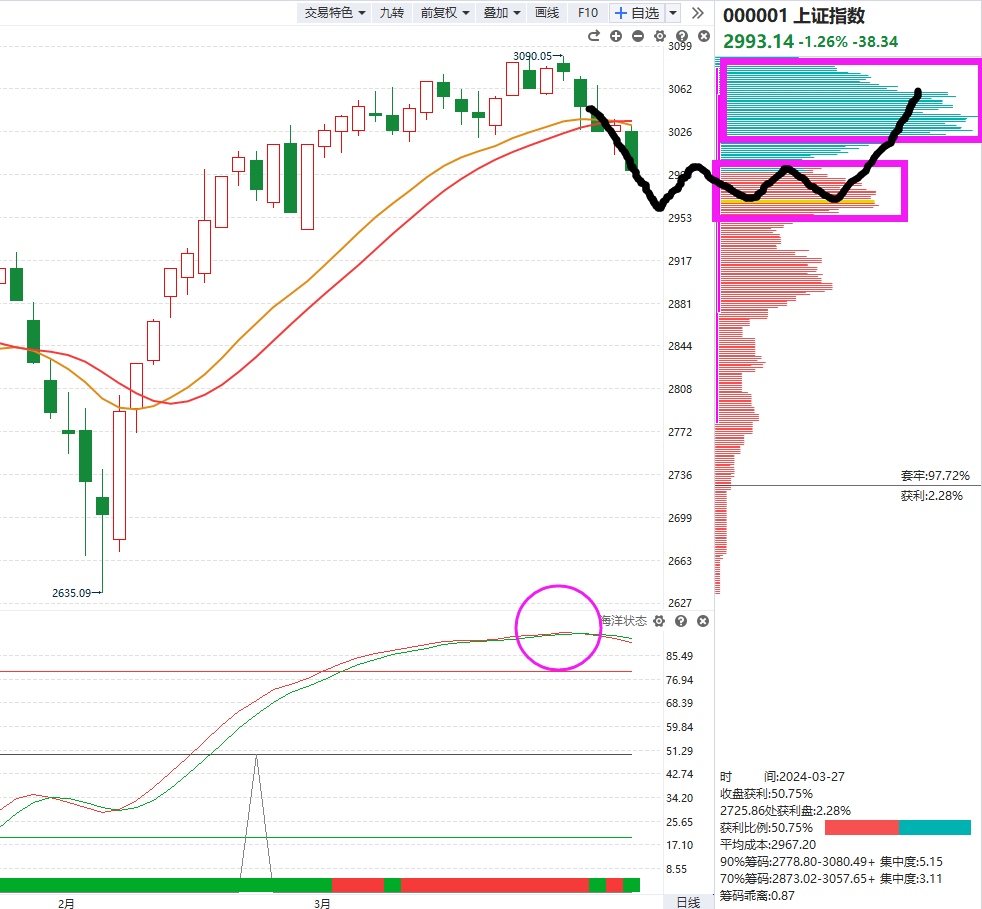 交易特色 九转 前复权 叠加 画线 F10 +自选
000001 上证指数
2993.14 -1.26% -38.34
3090.05→
3099
3062
3026
2953
2917
2881
2844
2808
2772
2736
2699
2663
2627
2635.09→
套牢:97.72%
获利:2.28%
海洋状态
85.49
76.94
68.39
59.84
51.29
42.74
34.20
25.65
17.10
8.55
时 间:2024-03-27
收盘获利:50.75%
2725.86处获利盘:2.28%
获利比例:50.75%
平均成本:2967.20
90%筹码:2778.80-3080.49+ 集中度:5.15
70%筹码:2873.02-3057.65+ 集中度:3.11
筹码乖离:0.87
2月 3月 日线